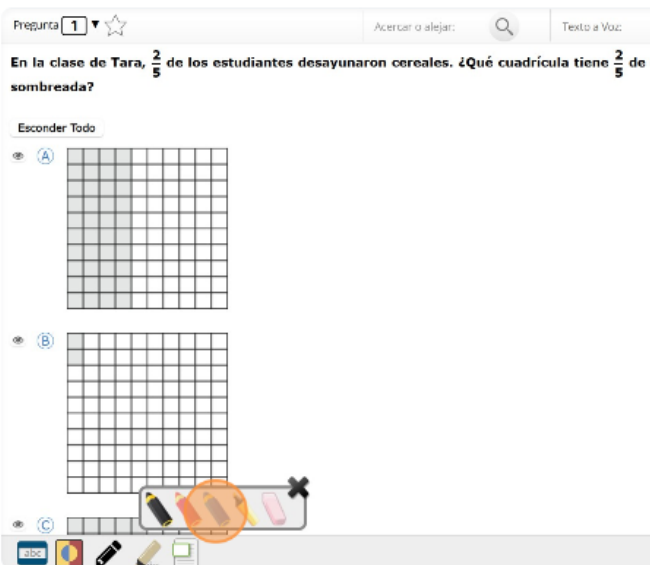 Pregunta 1 ▼ Acercar o alejar: Texto a Voz:
En la clase de Tara, 2/5 de los estudiantes desayunaron cereales. ¿Qué cuadrícula tiene 2/5 de
sombreada?
Esconder Todo
A
B
C
abc